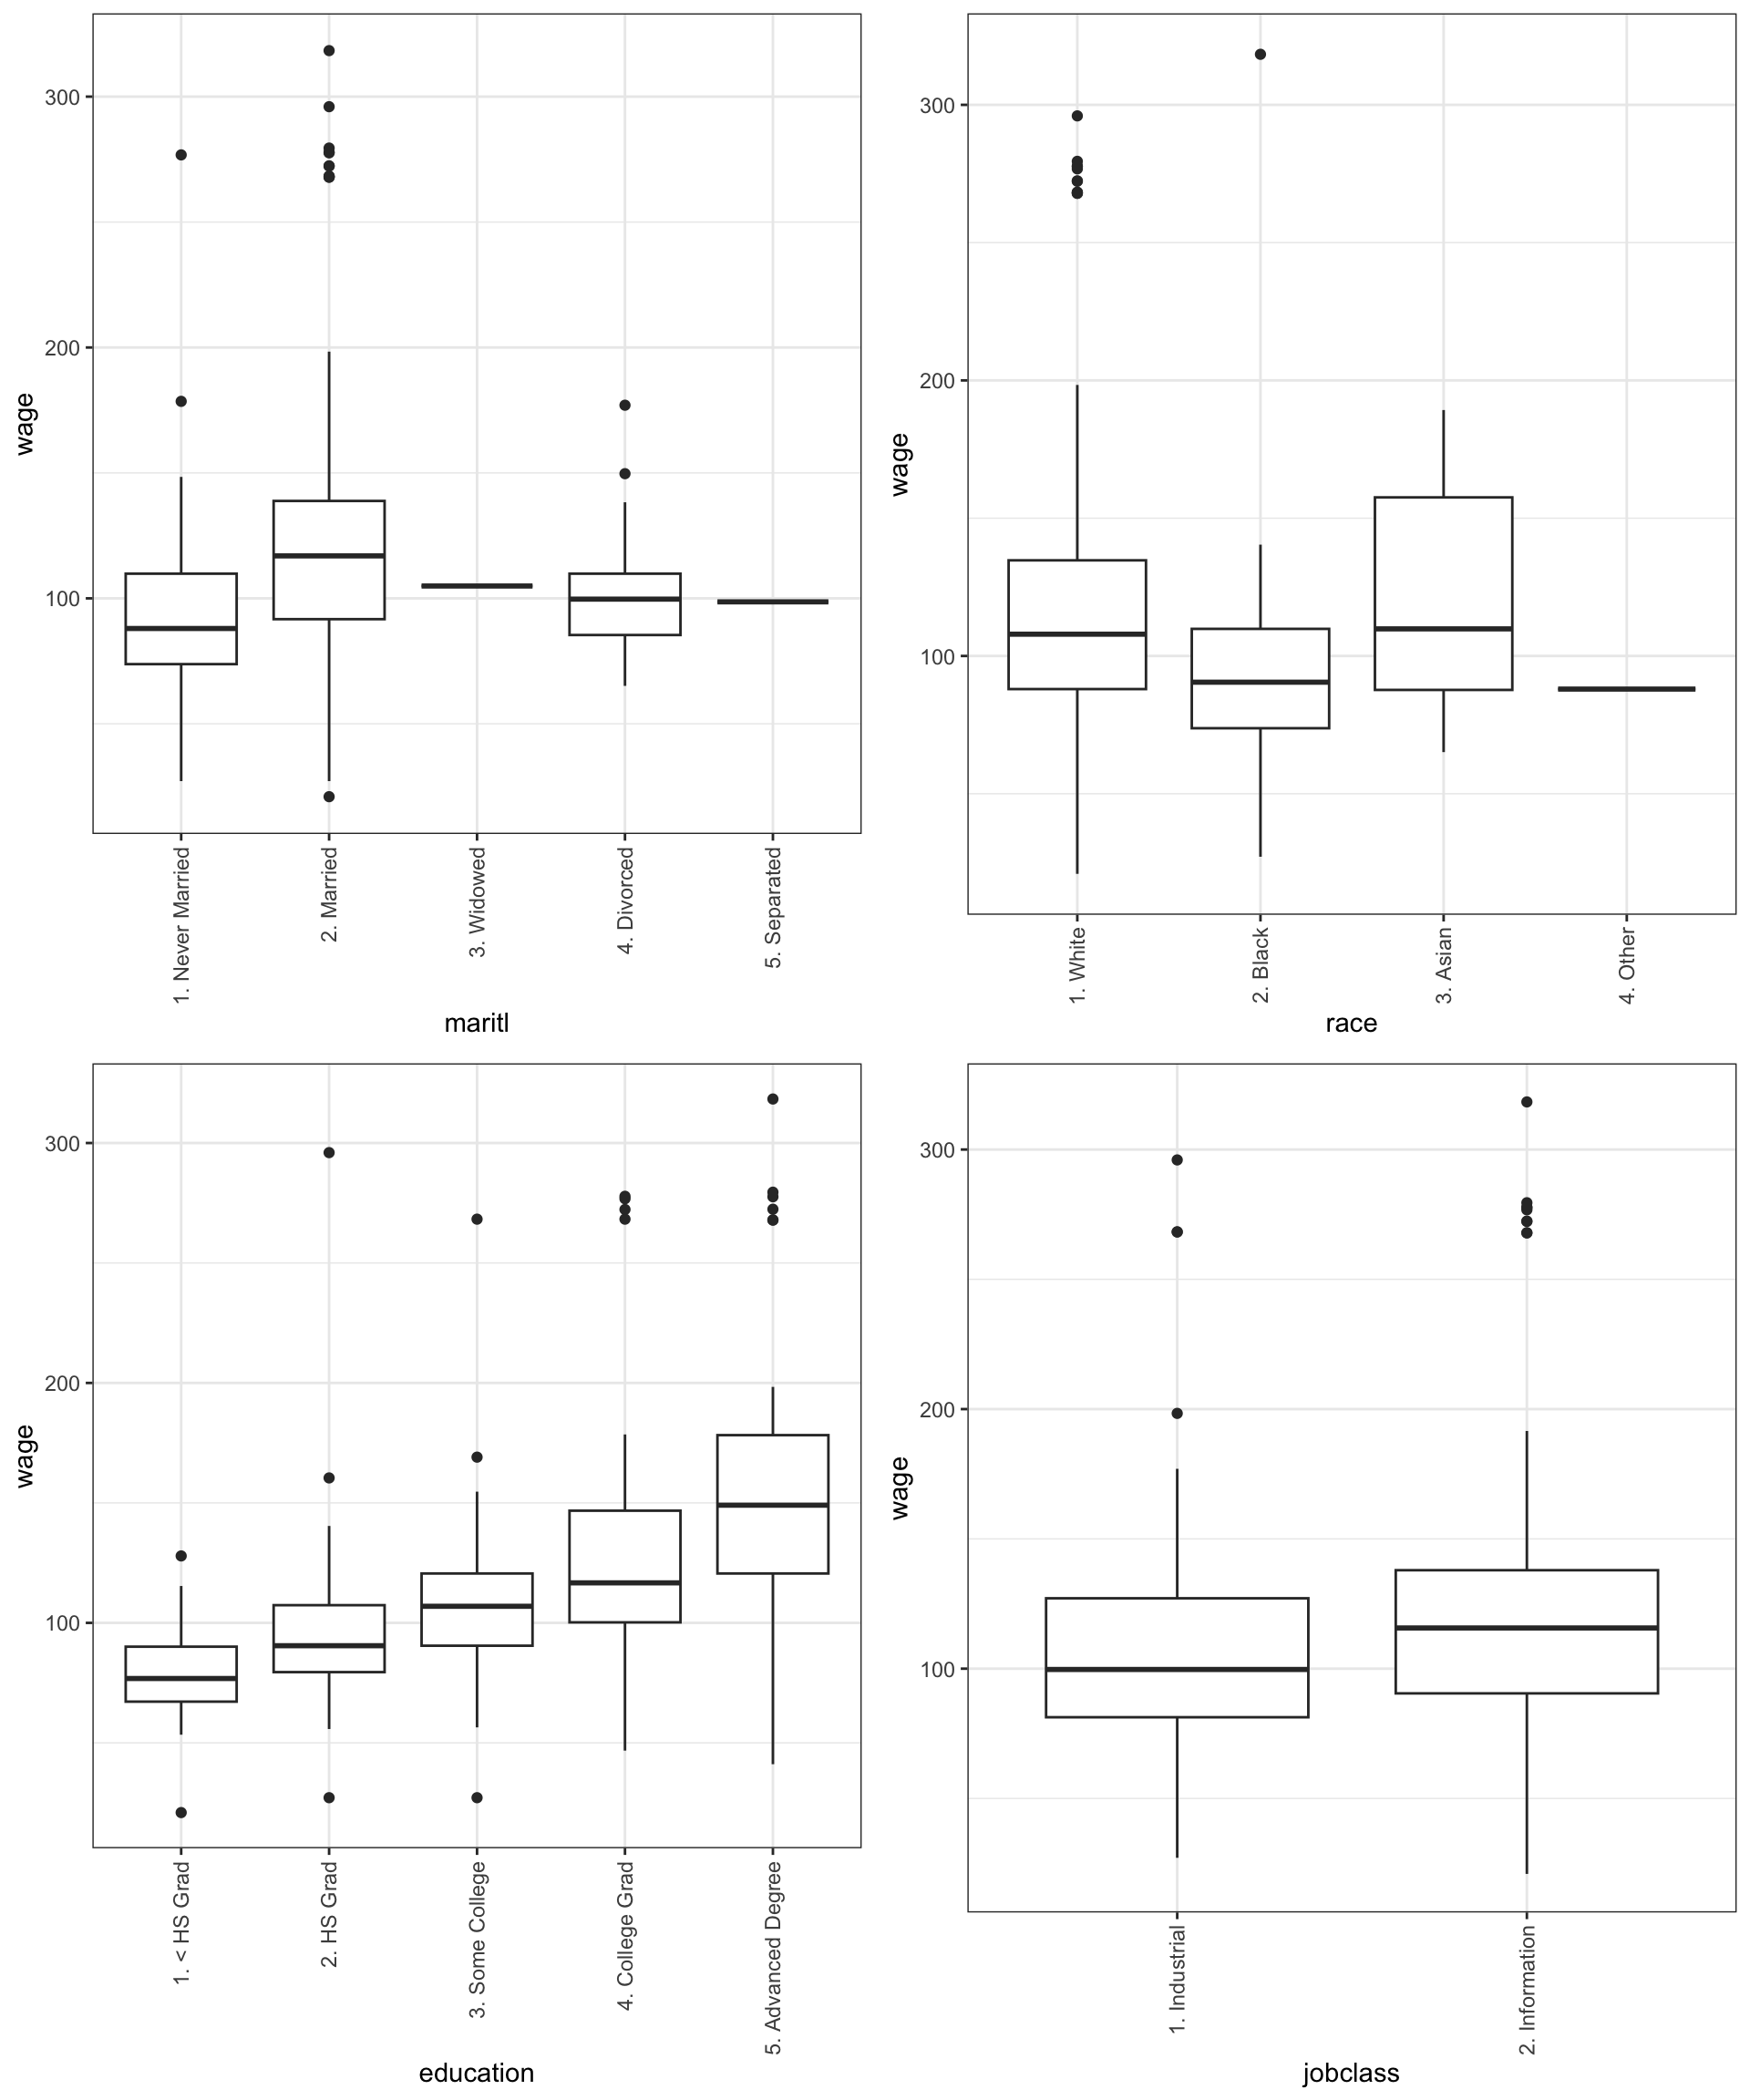 wage
300
200
100
1. Never Married
2. Married
3. Widowed
4. Divorced
5. Separated
maritl
wage
300
200
100
1. White
2. Black
3. Asian
4. Other
race
wage
300
200
100
1. < HS Grad
2. HS Grad
3. Some College
4. College Grad
5. Advanced Degree
education
wage
300
200
100
1. Industrial
2. Information
jobclass